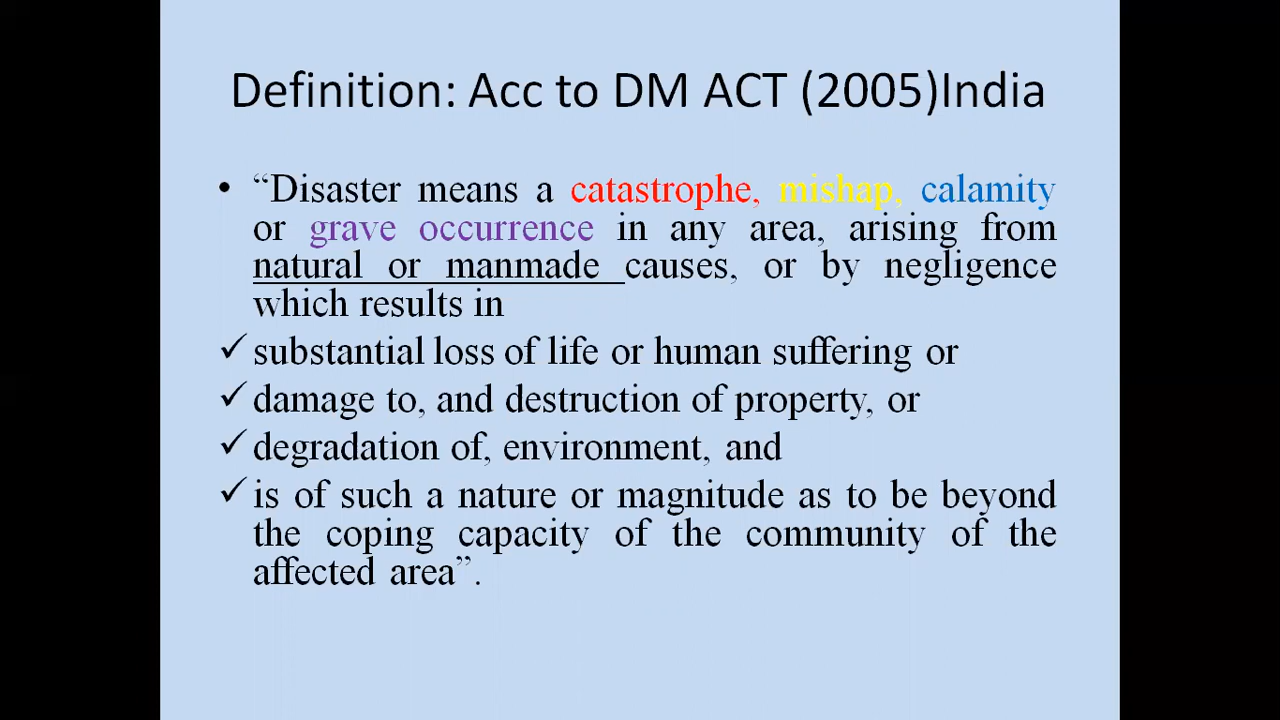 Definition: Acc to DM ACT (2005)India
• “Disaster means a catastrophe, mishap, calamity
or grave occurrence in any area, arising from
natural or manmade causes, or by negligence
which results in
✓ substantial loss of life or human suffering or
✓ damage to, and destruction of property, or
✓ degradation of, environment, and
✓ is of such a nature or magnitude as to be beyond
the coping capacity of the community of the
affected area”.